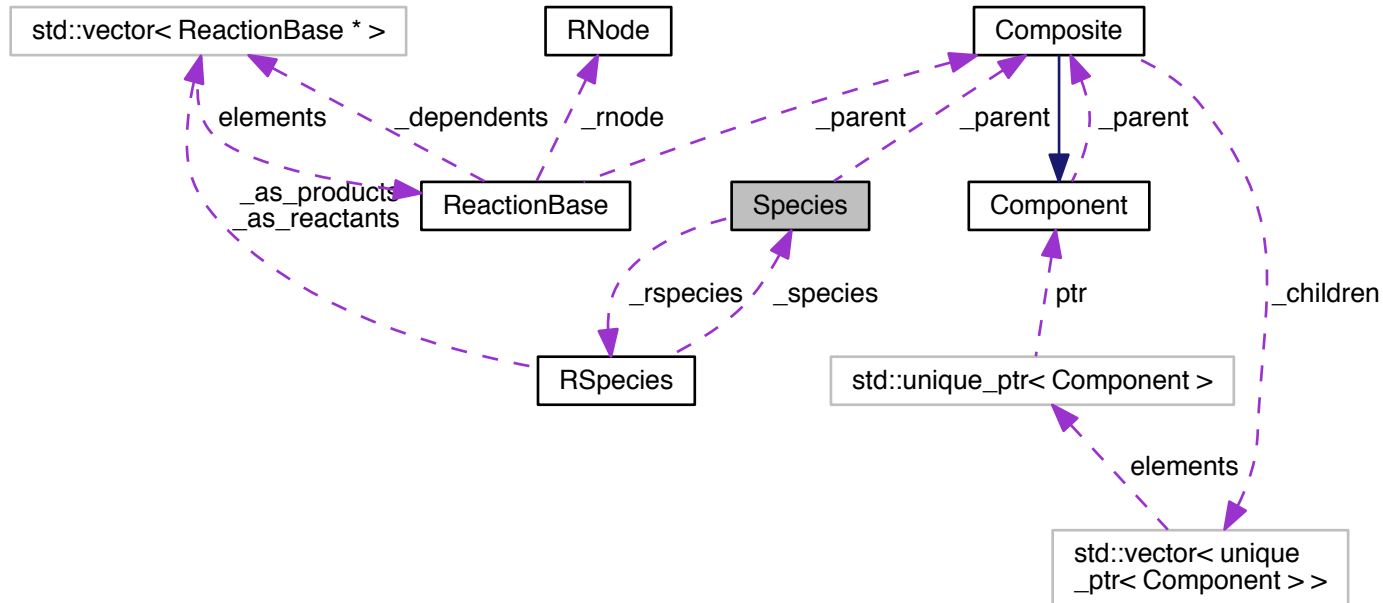 std::vector< ReactionBase * >
RNode
Composite
elements
_dependents
_rnode
_parent
_parent
_parent
_as_products
_as_reactants
ReactionBase
Species
Component
_rspecies
_species
ptr
_children
RSpecies
std::unique_ptr< Component >
elements
std::vector< unique
_ptr< Component > >